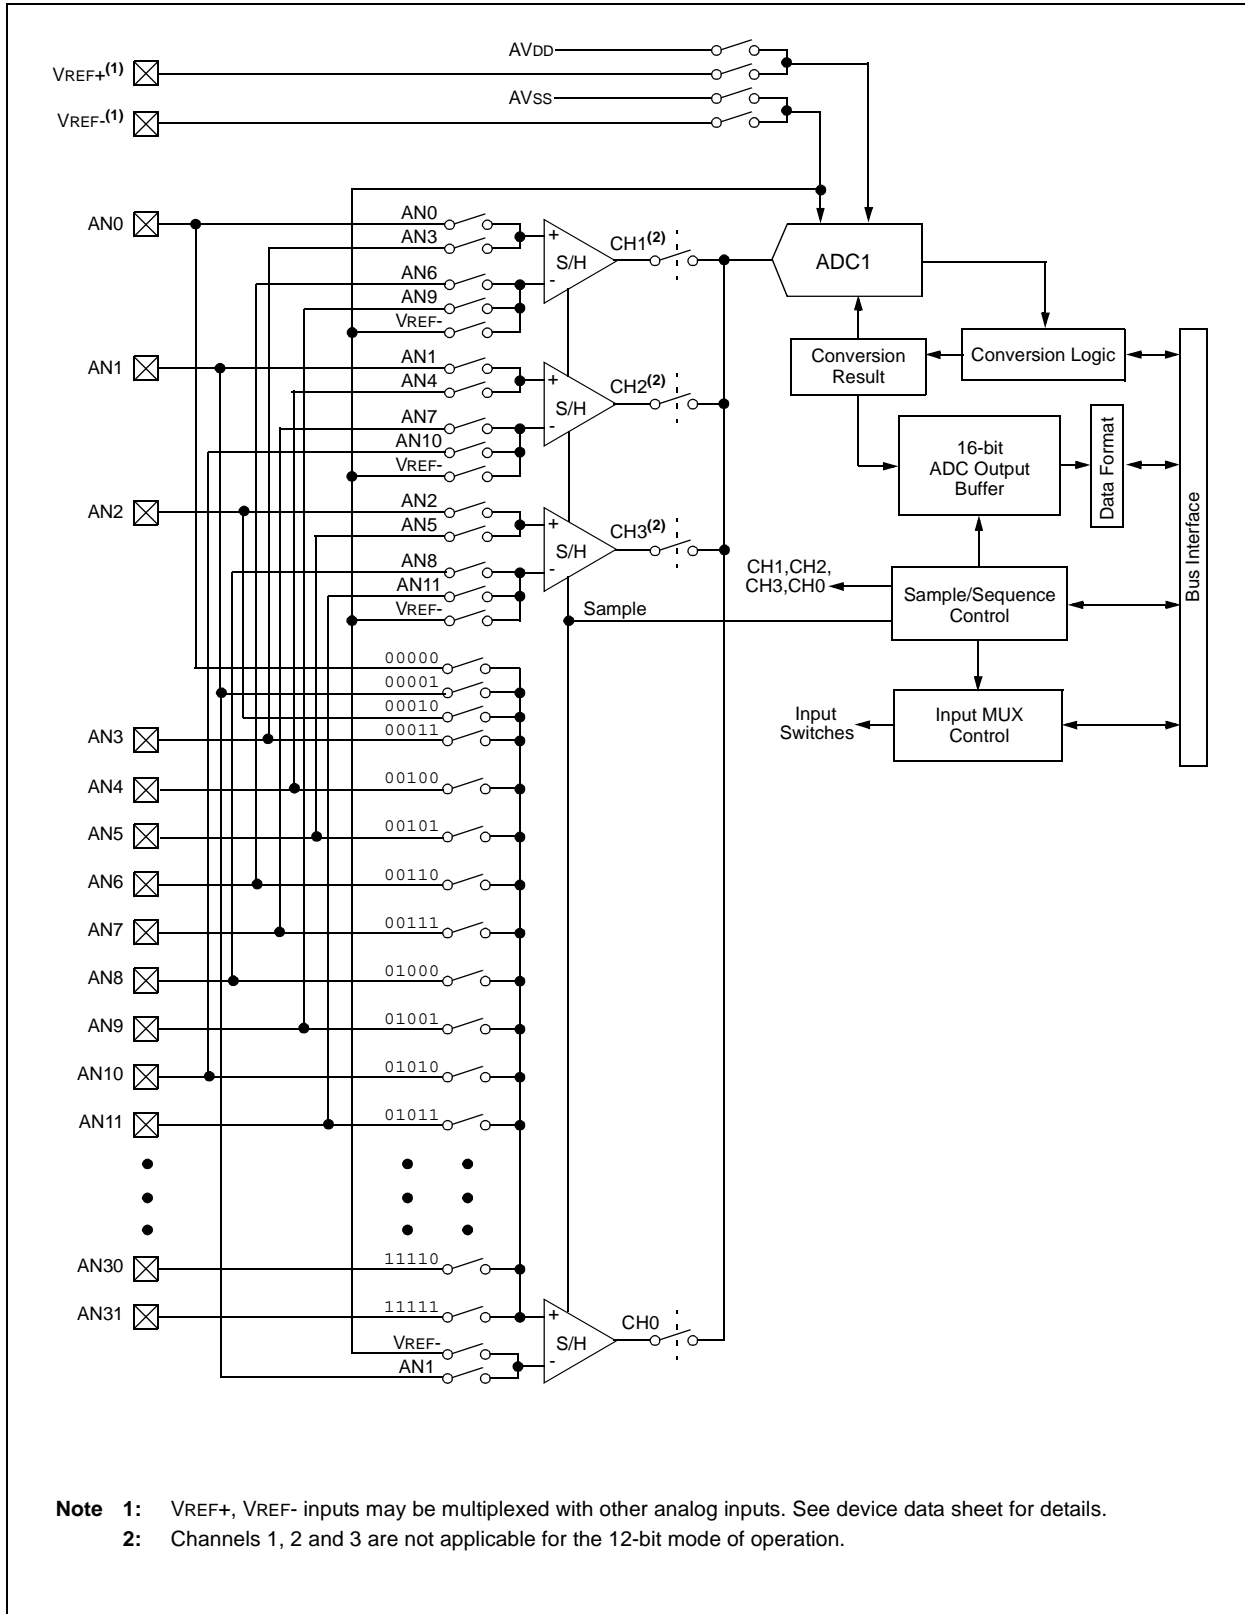 AVDD
VREF+(1)
AVSS
VREF-(1)
AN0
AN0
AN3
+
S/H
-
CH1(2)
ADC1
AN6
AN9
VREF-
Conversion
Result
Conversion Logic
AN1
AN1
AN4
+
S/H
-
CH2(2)
AN7
AN10
VREF-
16-bit
ADC Output
Buffer
Data Format
Bus Interface
AN2
AN2
AN5
+
S/H
-
CH3(2)
AN8
AN11
VREF-
CH1,CH2,
CH3,CH0
Sample/Sequence
Control
Sample
00000
00001
00010
AN3
00011
Input
Switches
Input MUX
Control
AN4
00100
AN5
00101
AN6
00110
AN7
00111
AN8
01000
AN9
01001
AN10
01010
AN11
01011
AN30
11110
AN31
11111
+
S/H
-
CH0
VREF-
AN1
Note 1: VREF+, VREF- inputs may be multiplexed with other analog inputs. See device data sheet for details.
2: Channels 1, 2 and 3 are not applicable for the 12-bit mode of operation.